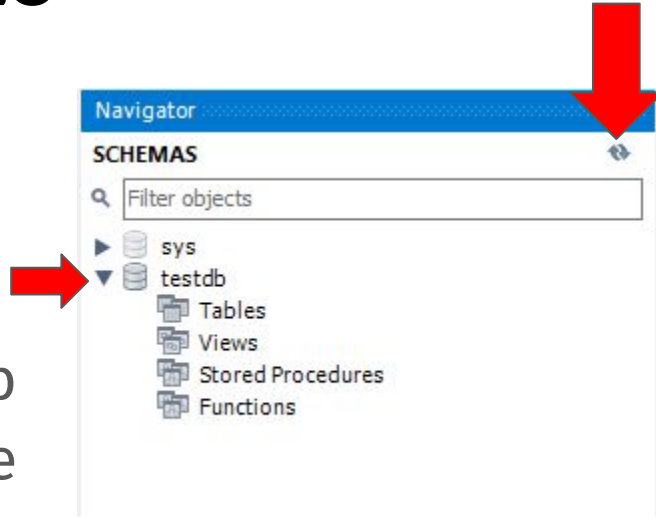 Navigator
SCHEMAS
Filter objects
sys
testdb
Tables
Views
Stored Procedures
Functions